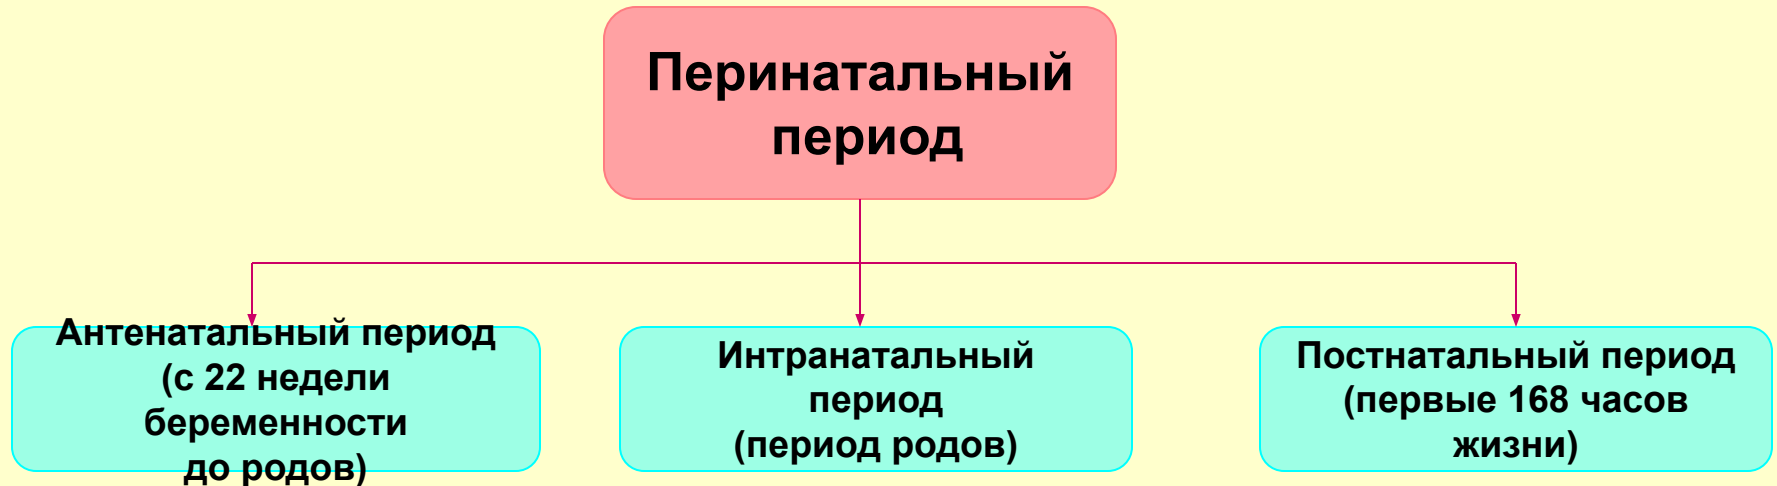 Перинатальный
период
Антенатальный период
(с 22 недели
беременности
до родов)
Интранатальный
период
(период родов)
Постнатальный период
(первые 168 часов
жизни)